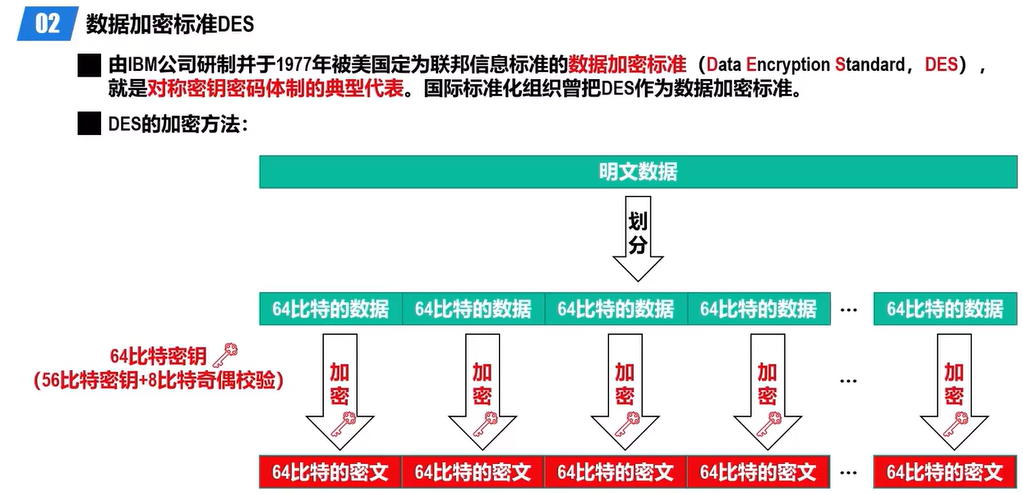 02 数据加密标准DES
由IBM公司研制并于1977年被美国定为联邦信息标准的数据加密标准（Data Encryption Standard，DES），
就是对称密钥密码体制的典型代表。国际标准化组织曾把DES作为数据加密标准。
DES的加密方法：
明文数据
划分
64比特的数据 64比特的数据 64比特的数据 64比特的数据 … 64比特的数据
64比特密钥
（56比特密钥+8比特奇偶校验）
加密 加密 加密 加密 … 加密
64比特的密文 64比特的密文 64比特的密文 64比特的密文 … 64比特的密文